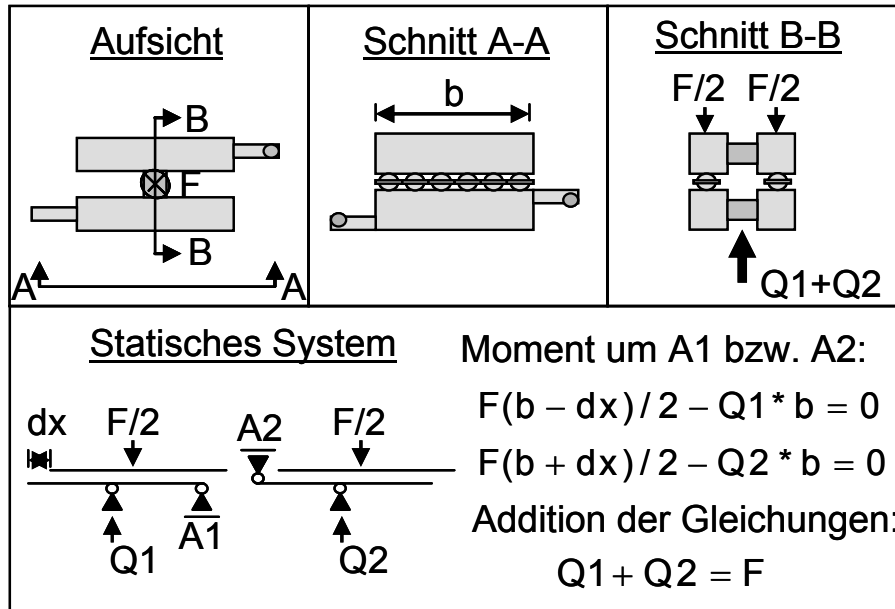 Aufsicht
B
F
B
A
A
Schnitt A-A
b
Schnitt B-B
F/2 F/2
Q1+Q2
Statisches System
dx
F/2
A2
F/2
Q1
A1
Q2
Moment um A1 bzw. A2:
F(b − dx) / 2 − Q1 * b = 0
F(b + dx) / 2 − Q2 * b = 0
Addition der Gleichungen:
Q1 + Q2 = F